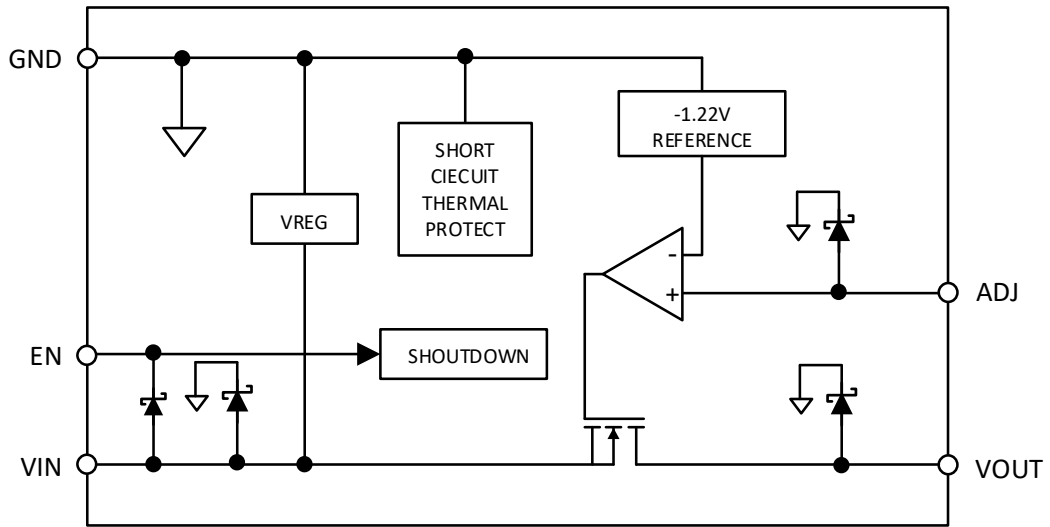 GND
-1.22V
REFERENCE
SHORT
CIECUIT
THERMAL
PROTECT
VREG
-
+
ADJ
EN
SHOUTDOWN
VIN
VOUT